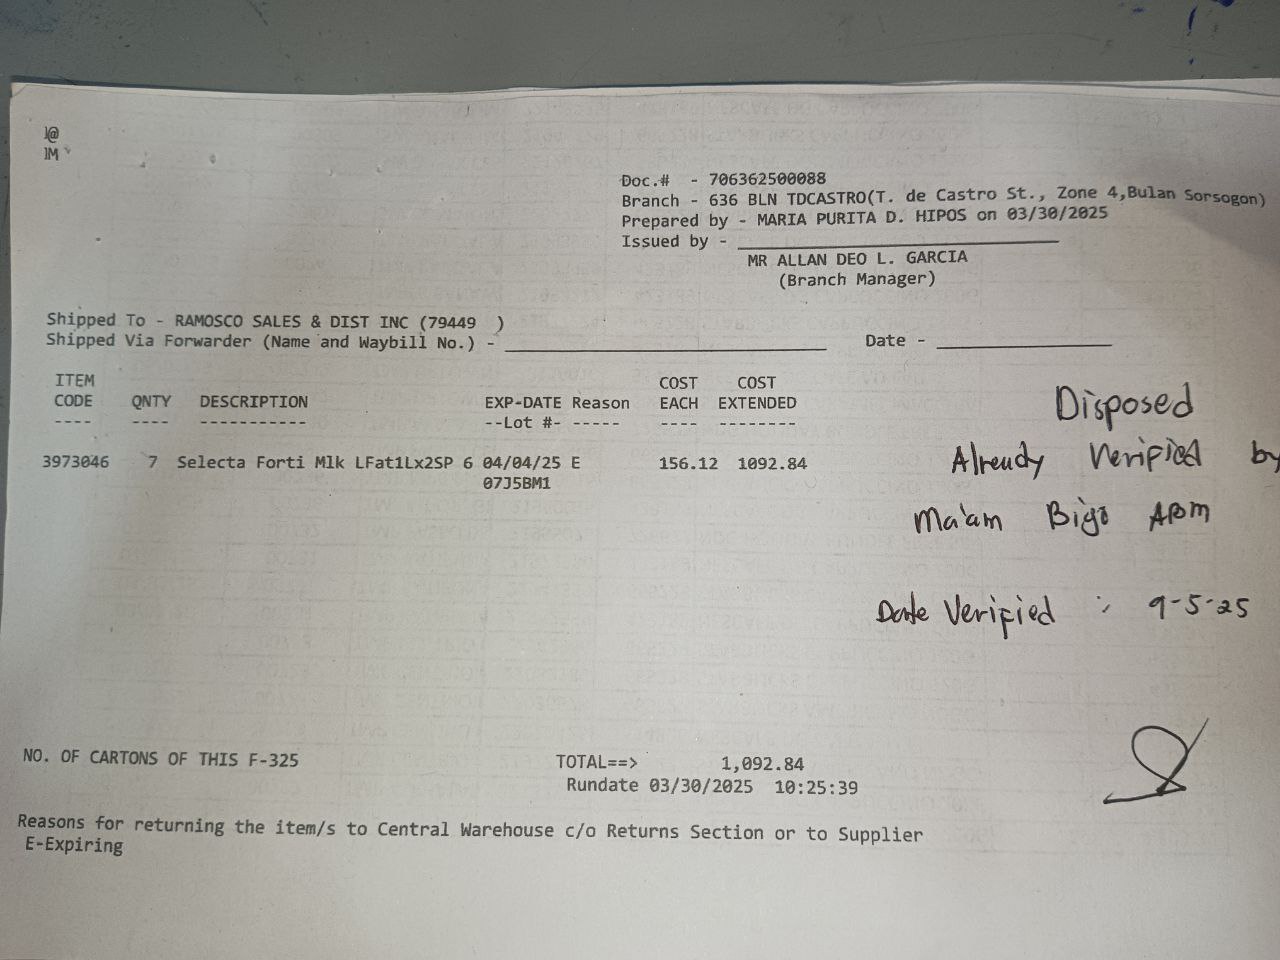 ]@
]M
Doc.#  - 706362500088
Branch - 636 BLN TDCASTRO(T. de Castro St., Zone 4,Bulan Sorsogon)
Prepared by - MARIA PURITA D. HIPOS on 03/30/2025
Issued by -
MR ALLAN DEO L. GARCIA
(Branch Manager)
Shipped To - RAMOSCO SALES & DIST INC (79449  )
Shipped Via Forwarder (Name and Waybill No.) - Date -
ITEM COST COST
CODE QNTY DESCRIPTION EXP-DATE Reason EACH EXTENDED
---- ---- ----------- --Lot #- ----- ---- --------
3973046 7 Selecta Forti Mlk LFat1Lx2SP 6 04/04/25 E 156.12 1092.84
07J5BM1
Disposed
Already Verified by
Ma'am Bigo
Date Verified : 9-5-25
NO. OF CARTONS OF THIS F-325 TOTAL==> 1,092.84
Rundate 03/30/2025 10:25:39
Reasons for returning the item/s to Central Warehouse c/o Returns Section or to Supplier
E-Expiring